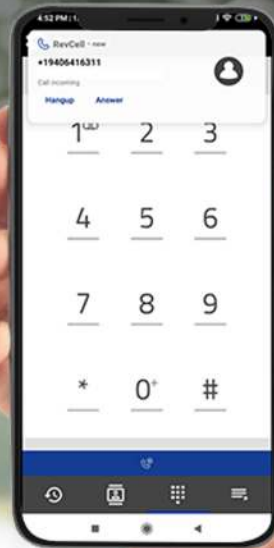 4:52 PM | 1.
RevCell • now
+19406416311
Call incoming
Hangup Answer
1 2 3
4 5 6
7 8 9
* 0+ #